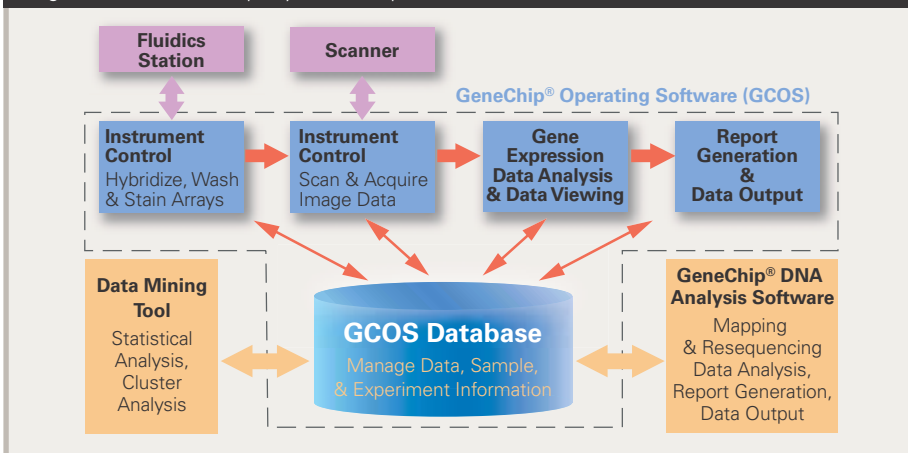 Fluidics
Station
Scanner
GeneChip® Operating Software (GCOS)
Instrument
Control
Hybridize, Wash
& Stain Arrays
Instrument
Control
Scan & Acquire
Image Data
Gene
Expression
Data Analysis
& Data Viewing
Report
Generation
&
Data Output
Data Mining
Tool
Statistical
Analysis,
Cluster
Analysis
GCOS Database
Manage Data, Sample,
& Experiment Information
GeneChip® DNA
Analysis Software
Mapping
& Resequencing
Data Analysis,
Report Generation,
Data Output